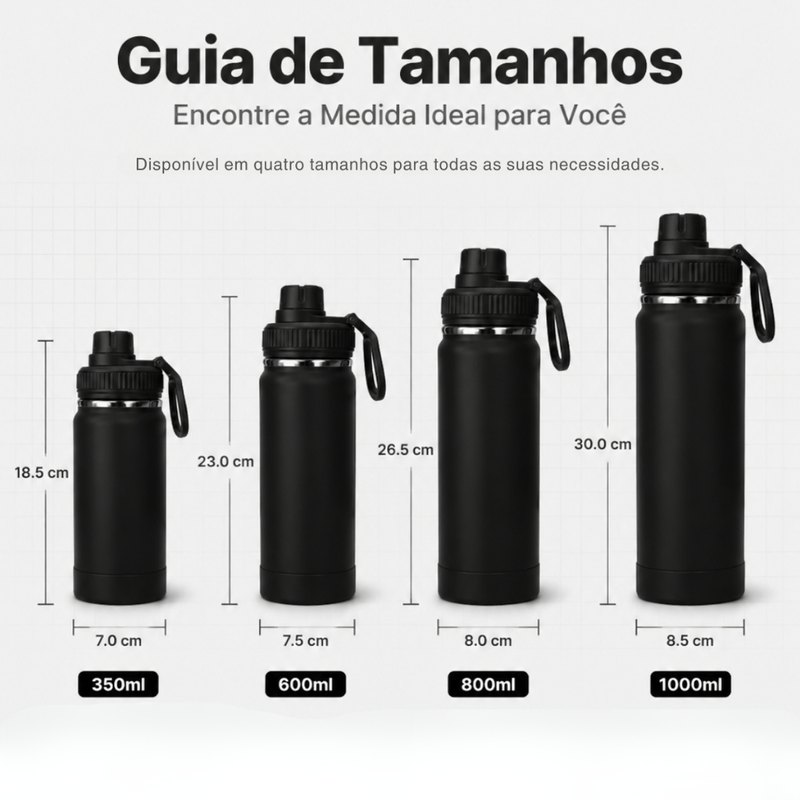 Guia de Tamanhos
Encontre a Medida Ideal para Você
Disponível em quatro tamanhos para todas as suas necessidades.
18.5 cm
23.0 cm
26.5 cm
30.0 cm
7.0 cm
7.5 cm
8.0 cm
8.5 cm
350ml
600ml
800ml
1000ml